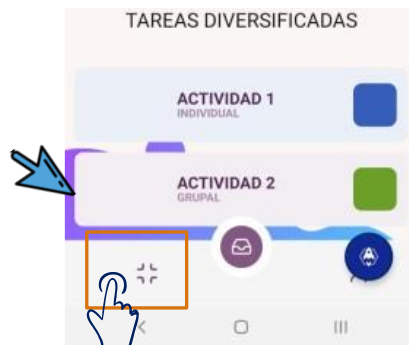 TAREAS DIVERSIFICADAS
ACTIVIDAD 1
INDIVIDUAL
ACTIVIDAD 2
GRUPAL